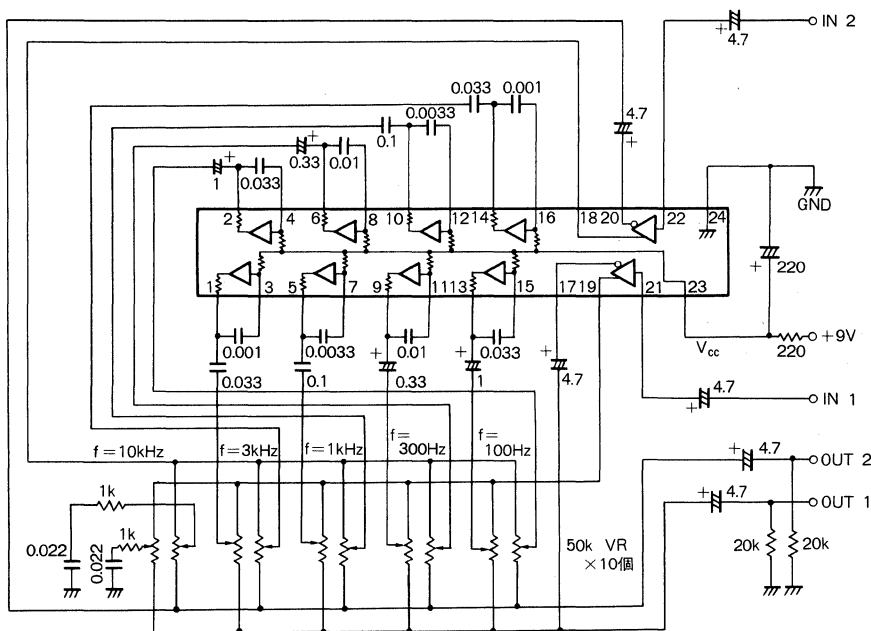 + 4.7 IN 2
0.033 0.001
0.0033
0.1
+ 0.33 0.01
+ 1 0.033
4.7 +
GND
2 4 6 8 10 12 14 16 18 20 22 24
+ 220
1 3 5 7 9 11 13 15 17 19 21 23
0.001 0.0033 + 0.01 + 0.033 + 4.7
0.033 0.1 0.33 1
Vcc 220 +9V
+ 4.7 IN 1
f=10kHz f=3kHz f=1kHz f=300Hz f=100Hz
+ 4.7 OUT 2
+ 4.7 OUT 1
1k
1k
0.022
0.022
50k VR
×10個
20k 20k